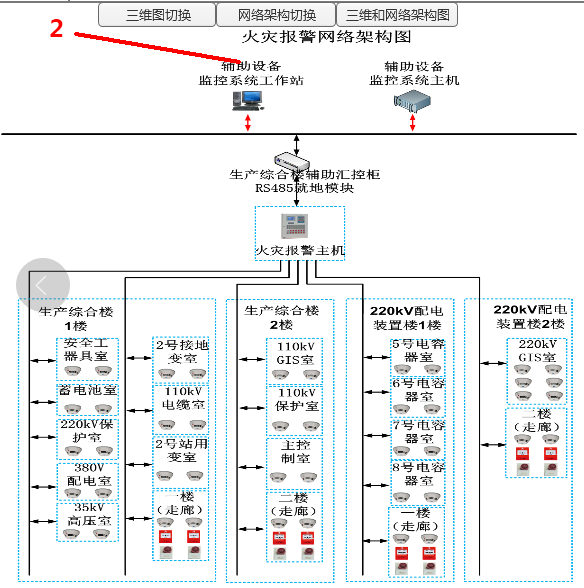 三维图切换
网络架构切换
三维和网络架构图
2
火灾报警网络架构图
辅助设备
监控系统工作站
辅助设备
监控系统主机
生产综合楼辅助汇控柜
RS485就地模块
火灾报警主机
生产综合楼
1楼
安全工
器具室
蓄电池室
220kV保
护室
380V
配电室
35kV
高压室
2号接地
变室
110kV
电缆室
2号站用
变室
一楼
（走廊）
生产综合楼
2楼
110kV
GIS室
110kV
保护室
主控
制室
二楼
（走廊）
220kV配电
装置楼1楼
5号电容
器室
6号电容
器室
7号电容
器室
8号电容
器室
一楼
（走廊）
220kV配电
装置楼2楼
220kV
GIS室
二楼
（走廊）